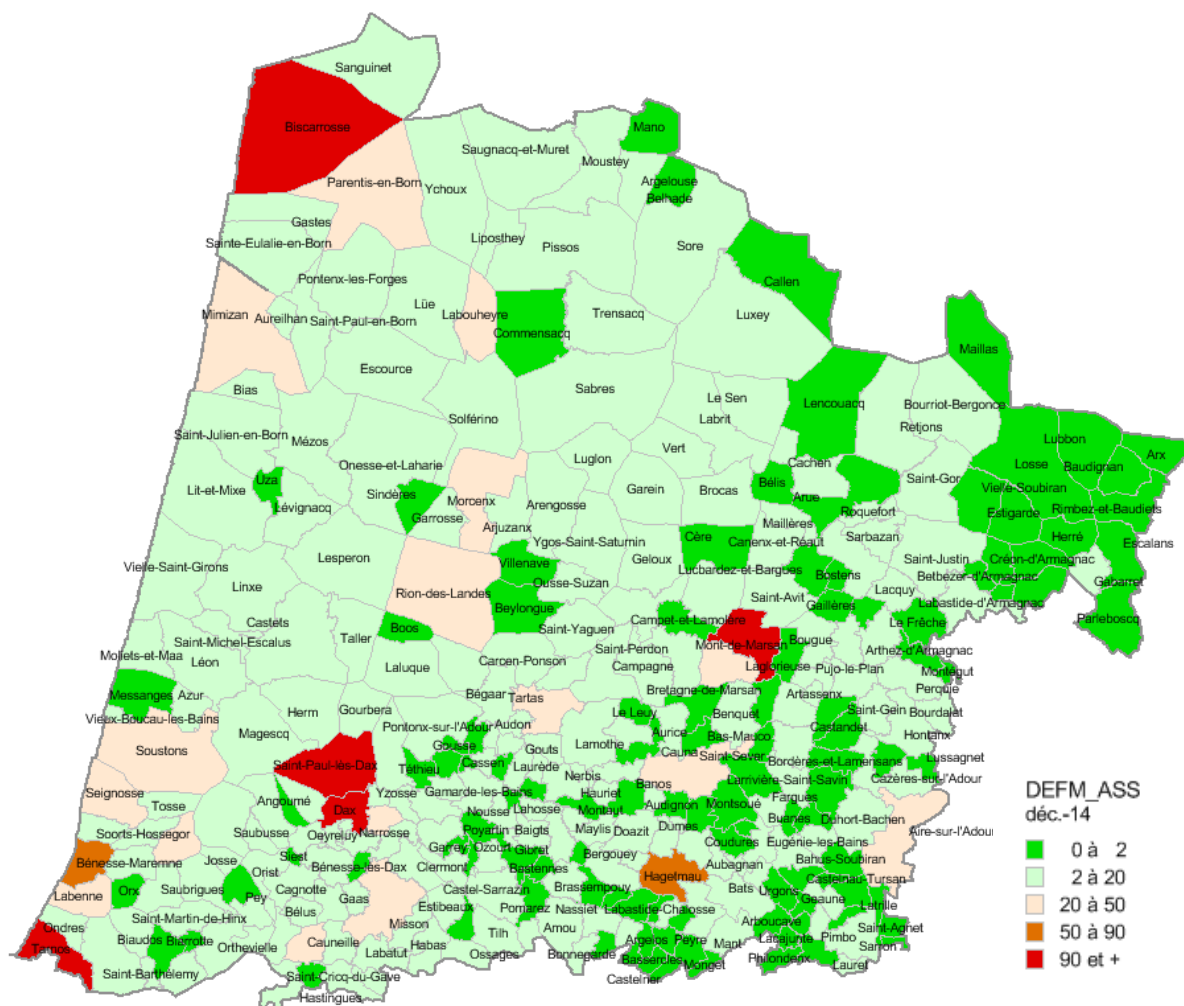 Sanguinet
Biscarrosse
Mano
Saugnacq-et-Muret
Moustey
Parentis-en-Born
Ychoux
Argelouse
Belhade
Gastes
Sainte-Eulalie-en-Born
Liposthey
Pissos
Sore
Callen
Pontenx-les-Forges
Lüe
Labouheyre
Trensacq
Luxey
Mimizan
Aureilhan
Saint-Paul-en-Born
Commensacq
Maillas
Escource
Bias
Sabres
Le Sen
Lencouacq
Bourriot-Bergonce
Solférino
Labrit
Retjons
Saint-Julien-en-Born
Mézos
Vert
Lubbon
Arx
Onesse-et-Laharie
Luglon
Cachen
Losse
Baudignan
Uza
Lit-et-Mixe
Sindères
Morcenx
Garein
Brocas
Bélis
Arue
Saint-Gor
Vielle-Soubiran
Lévignacq
Garrosse
Arengosse
Roquefort
Estigarde
Rimbez-et-Baudiets
Arjuzanx
Maillères
Sarbazan
Ygos-Saint-Saturnin
Cère
Canenx-et-Réaut
Herré
Escalans
Lesperon
Vielle-Saint-Girons
Villenave
Geloux
Saint-Justin
Créon-d'Armagnac
Lucbardez-et-Bargues
Bostens
Betbezer-d'Armagnac
Gabarret
Linxe
Rion-des-Landes
Ousse-Suzan
Lacquy
Beylongue
Saint-Avit
Gaillères
Labastide-d'Armagnac
Parleboscq
Castets
Boos
Saint-Yaguen
Campet-et-Lamolère
Le Frêche
Saint-Michel-Escalus
Taller
Saint-Perdon
Mont-de-Marsan
Bougue
Arthez-d'Armagnac
Moliets-et-Maa
Léon
Laluque
Carcen-Ponson
Campagne
Laglorieuse
Pujo-le-Plan
Montégut
Messanges
Azur
Bégaar
Tartas
Bretagne-de-Marsan
Artassenx
Perquie
Vieux-Boucau-les-Bains
Herm
Gourbera
Le Leuy
Benquet
Saint-Gein
Bourdalat
Magescq
Pontonx-sur-l'Adour
Audon
Aurice
Bas-Mauco
Castandet
Hontanx
Soustons
Gousse
Gouts
Lamothe
Cauna
Saint-Sever
Lussagnet
Saint-Paul-lès-Dax
Téthieu
Cassen
Laurède
Nerbis
Banos
Bordères-et-Lamensans
Cazères-sur-l'Adour
Seignosse
Angoumé
Yzosse
Gamarde-les-Bains
Hauriet
Larrivière-Saint-Savin
Tosse
Dax
Nousse
Lahosse
Montaut
Audignon
Montsoué
Fargues
Soorts-Hossegor
Saubusse
Oeyreluy
Narrosse
Poyartin
Baigts
Maylis
Doazit
Dumes
Buanes
Duhort-Bachen
Aire-sur-l'Adour
Garrey
Ozourt
Gibret
Coudures
Eugénie-les-Bains
Bénesse-Maremne
Josse
Siest
Bénesse-lès-Dax
Clermont
Bastennes
Bergouey
Aubagnan
Bahus-Soubiran
Orist
Hagetmau
Castelnau-Tursan
Labenne
Orx
Saubrigues
Pey
Cagnotte
Gaas
Castel-Sarrazin
Brassempouy
Bats
Urgons
Geaune
Latrille
Saint-Martin-de-Hinx
Bélus
Misson
Estibeaux
Pomarez
Nassiet
Labastide-Chalosse
Arboucave
Saint-Agnet
Ondres
Tarnos
Biaudos
Biarrotte
Orthevielle
Cauneille
Habas
Tilh
Amou
Argelos
Peyre
Mant
Lacajunte
Pimbo
Sarron
Saint-Barthélemy
Labatut
Ossages
Bonnegarde
Bassercles
Monget
Philondenx
Lauret
Saint-Cricq-du-Gave
Castelner
Hastingues
DEFM_ASS
déc.-14
0 à 2
2 à 20
20 à 50
50 à 90
90 et +